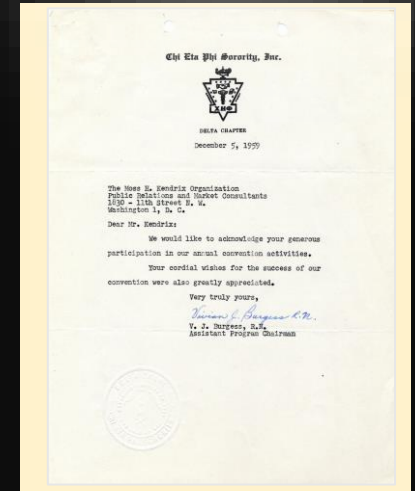 Chi Eta Phi Sorority, Inc.
ΧΗΦ
DELTA CHAPTER
December 5, 1959
The Moss H. Kendrix Organization
Public Relations and Market Consultants
1830 - 11th Street N. W.
Washington 1, D. C.
Dear Mr. Kendrix:
We would like to acknowledge your generous
participation in our annual convention activities.
Your cordial wishes for the success of our
convention were also greatly appreciated.
Very truly yours,
Vivian J. Burgess R.N.
V. J. Burgess, R.N.
Assistant Program Chairman